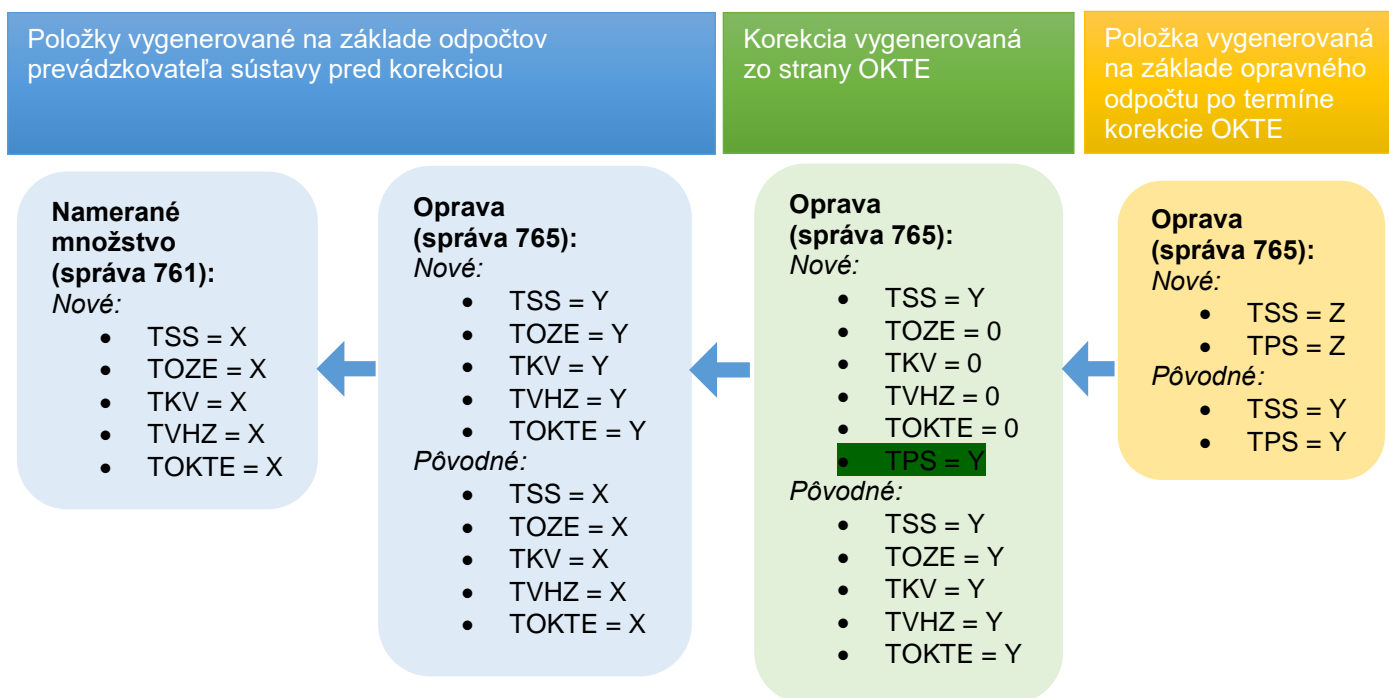 Položky vygenerované na základe odpočtov
prevádzkovateľa sústavy pred korekciou
Korekcia vygenerovaná
zo strany OKTE
Položka vygenerovaná
na základe opravného
odpočtu po termíne
korekcie OKTE
Namerané
množstvo
(správa 761):
Nové:
• TSS = X
• TOZE = X
• TKV = X
• TVHZ = X
• TOKTE = X
Oprava
(správa 765):
Nové:
• TSS = Y
• TOZE = Y
• TKV = Y
• TVHZ = Y
• TOKTE = Y
Pôvodné:
• TSS = X
• TOZE = X
• TKV = X
• TVHZ = X
• TOKTE = X
Oprava
(správa 765):
Nové:
• TSS = Y
• TOZE = 0
• TKV = 0
• TVHZ = 0
• TOKTE = 0
• TPS = Y
Pôvodné:
• TSS = Y
• TOZE = Y
• TKV = Y
• TVHZ = Y
• TOKTE = Y
Oprava
(správa 765):
Nové:
• TSS = Z
• TPS = Z
Pôvodné:
• TSS = Y
• TPS = Y